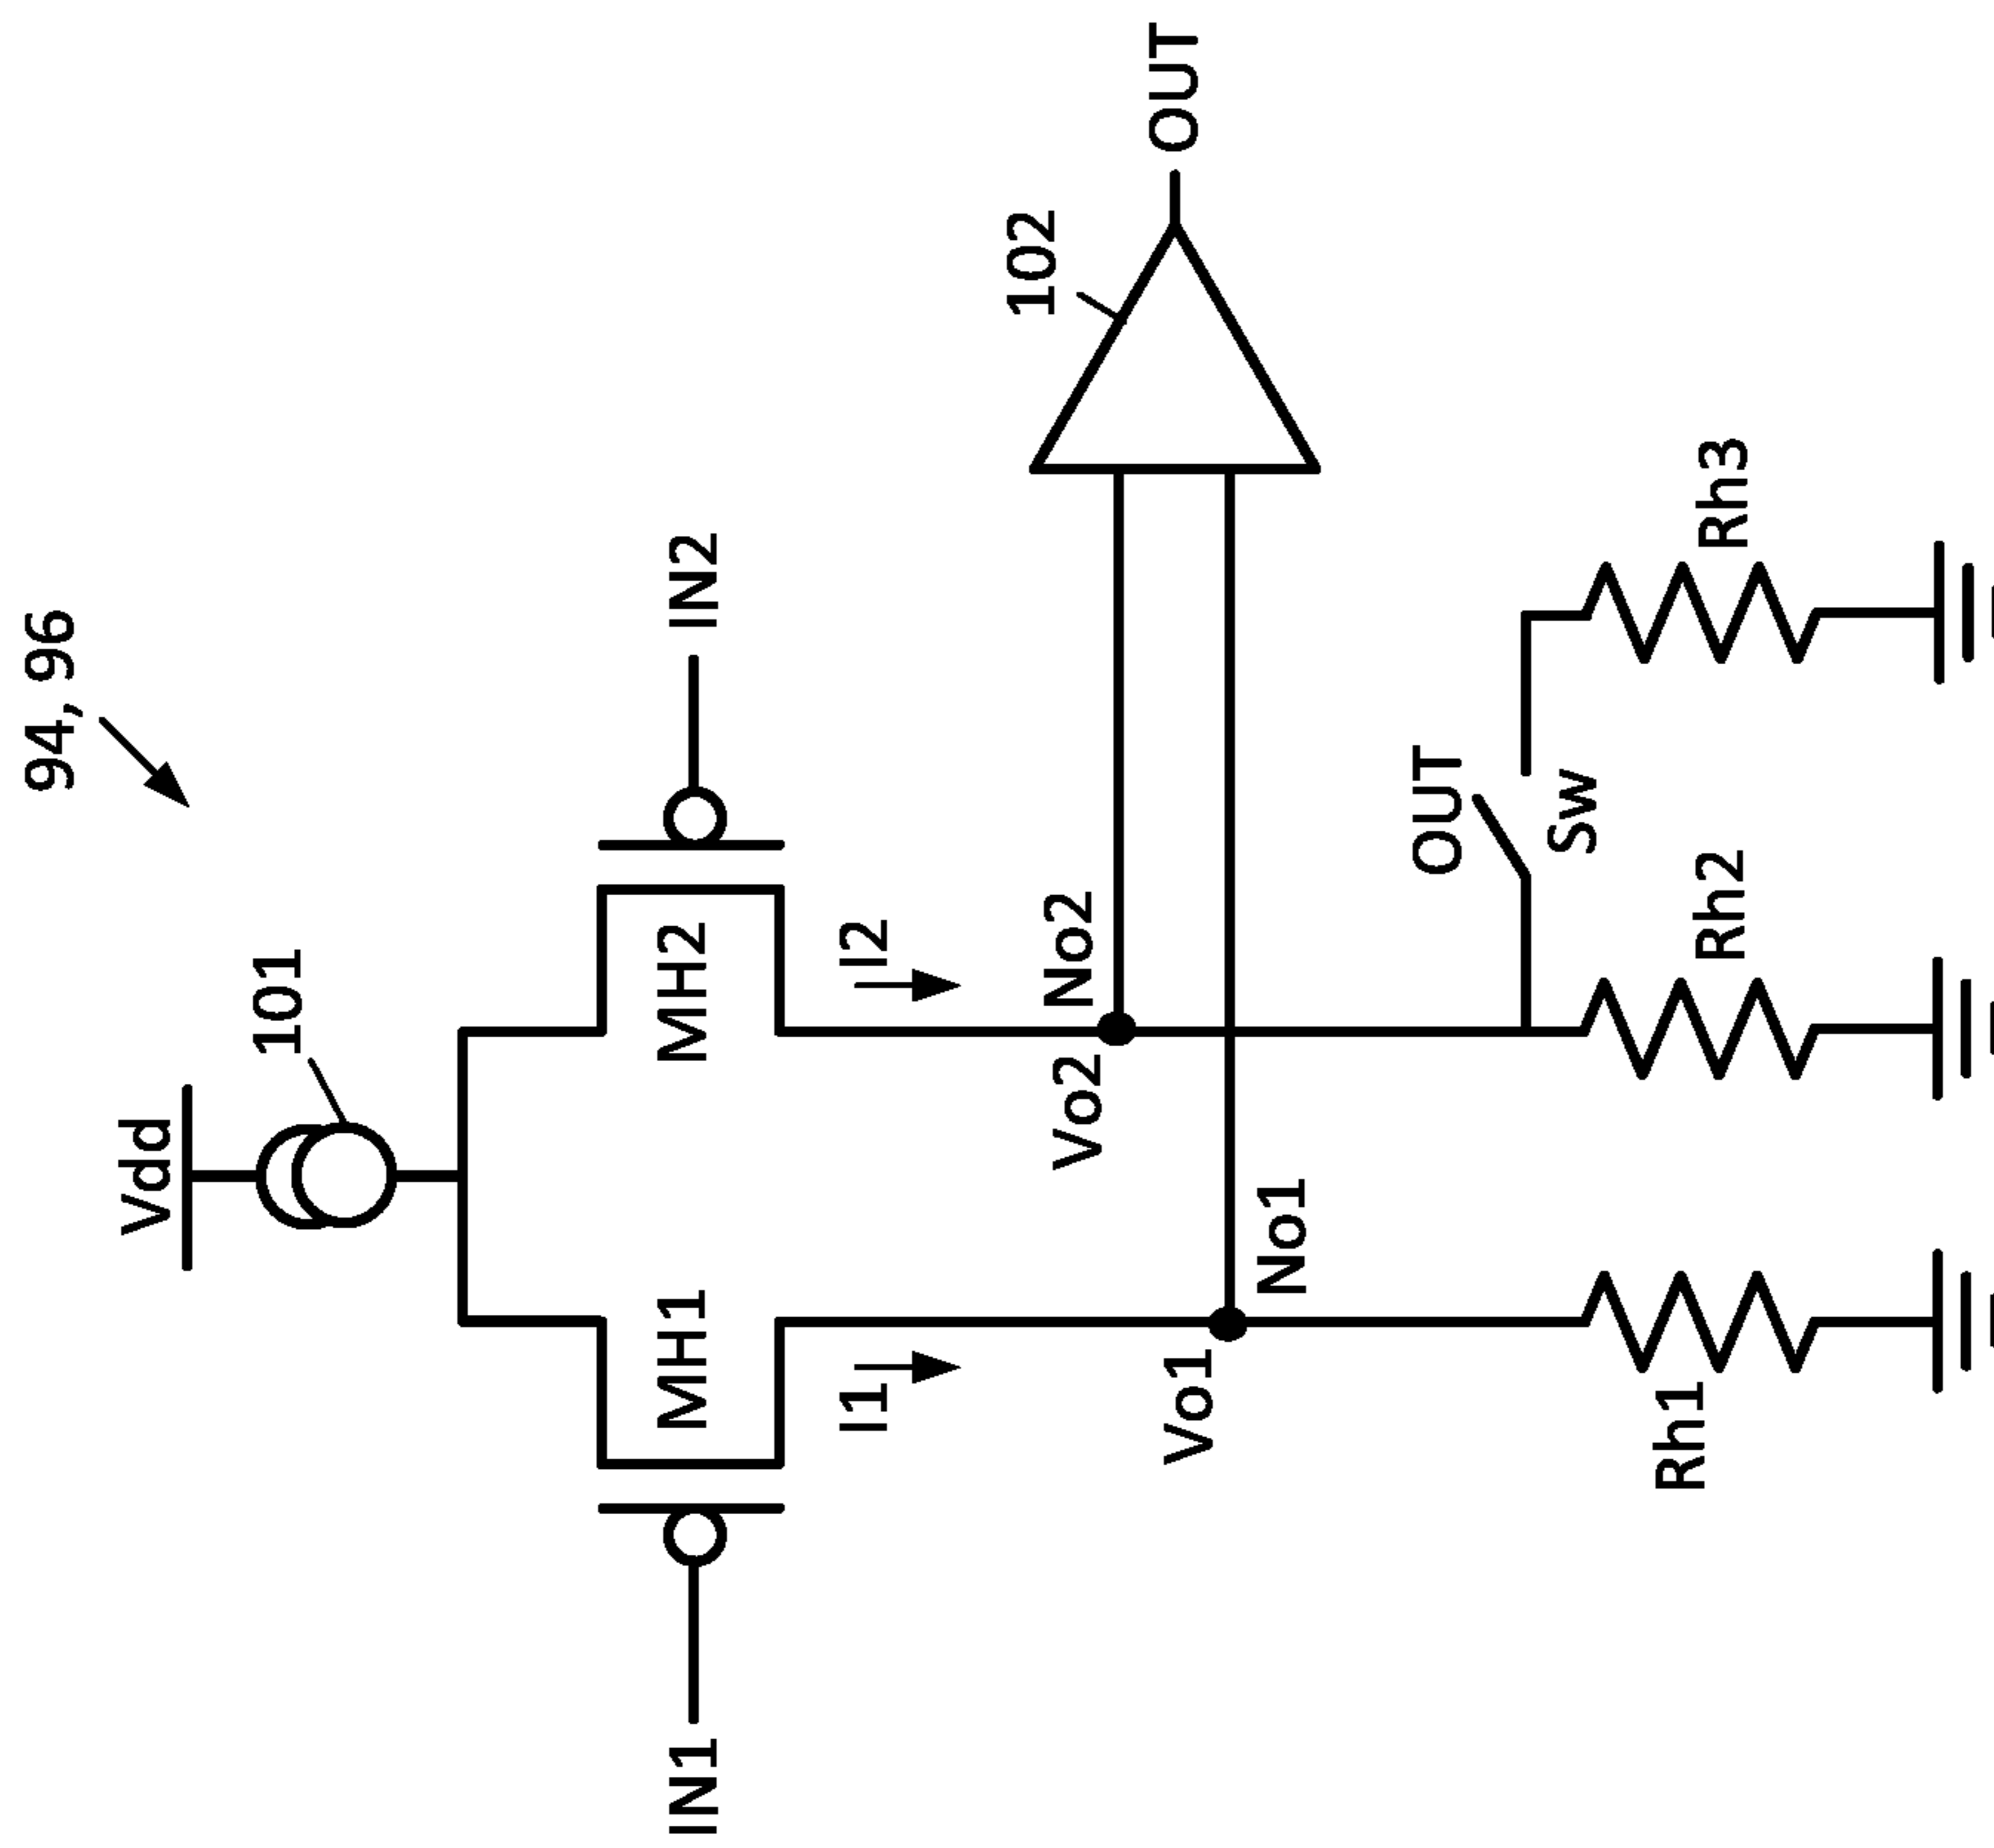 94, 96
Vdd
101
MH1
MH2
IN1
IN2
I1
I2
No2
Vo2
102
OUT
Vo1
No1
OUT
Sw
Rh1
Rh2
Rh3